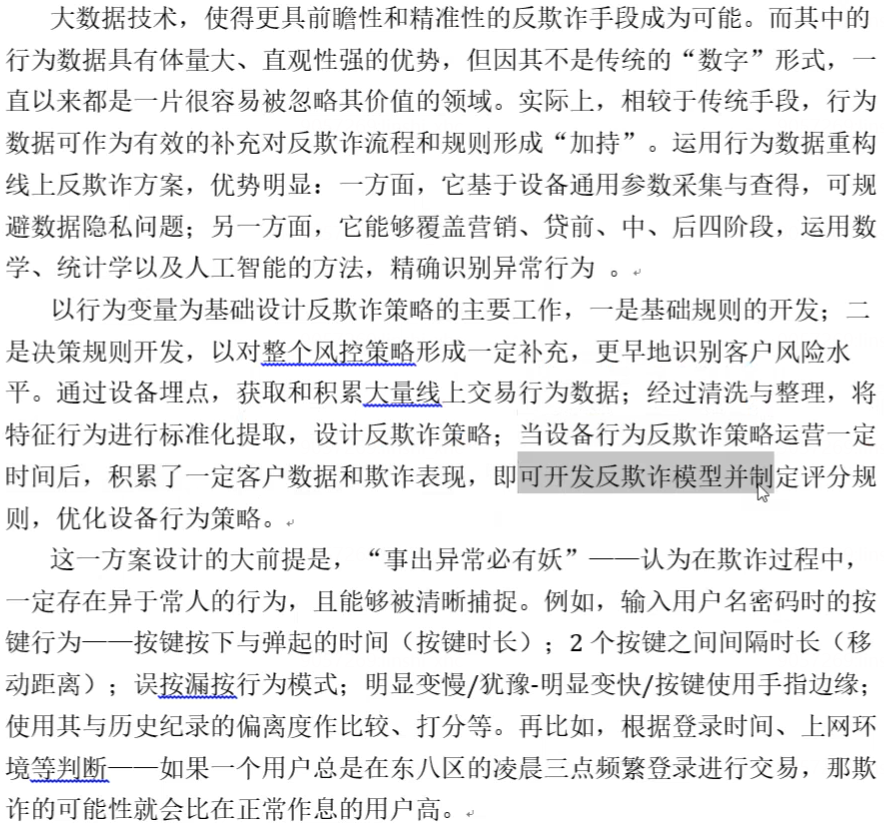 大数据技术，使得更具前瞻性和精准性的反欺诈手段成为可能。而其中的
行为数据具有体量大、直观性强的优势，但因其不是传统的“数字”形式，一
直以来都是一片很容易被忽略其价值的领域。实际上，相较于传统手段，行为
数据可作为有效的补充对反欺诈流程和规则形成“加持”。运用行为数据重构
线上反欺诈方案，优势明显：一方面，它基于设备通用参数采集与查得，可规
避数据隐私问题；另一方面，它能够覆盖营销、贷前、中、后四阶段，运用数
学、统计学以及人工智能的方法，精确识别异常行为 。
以行为变量为基础设计反欺诈策略的主要工作，一是基础规则的开发；二
是决策规则开发，以对整个风控策略形成一定补充，更早地识别客户风险水
平。通过设备埋点，获取和积累大量线上交易行为数据；经过清洗与整理，将
特征行为进行标准化提取，设计反欺诈策略；当设备行为反欺诈策略运营一定
时间后，积累了一定客户数据和欺诈表现，即可开发反欺诈模型并制定评分规
则，优化设备行为策略。
这一方案设计的大前提是，“事出异常必有妖”——认为在欺诈过程中，
一定存在异于常人的行为，且能够被清晰捕捉。例如，输入用户名密码时的按
键行为——按键按下与弹起的时间（按键时长）；2 个按键之间间隔时长（移
动距离）；误按漏按行为模式；明显变慢/犹豫-明显变快/按键使用手指边缘；
使用其与历史纪录的偏离度作比较、打分等。再比如，根据登录时间、上网环
境等判断——如果一个用户总是在东八区的凌晨三点频繁登录进行交易，那欺
诈的可能性就会比在正常作息的用户高。